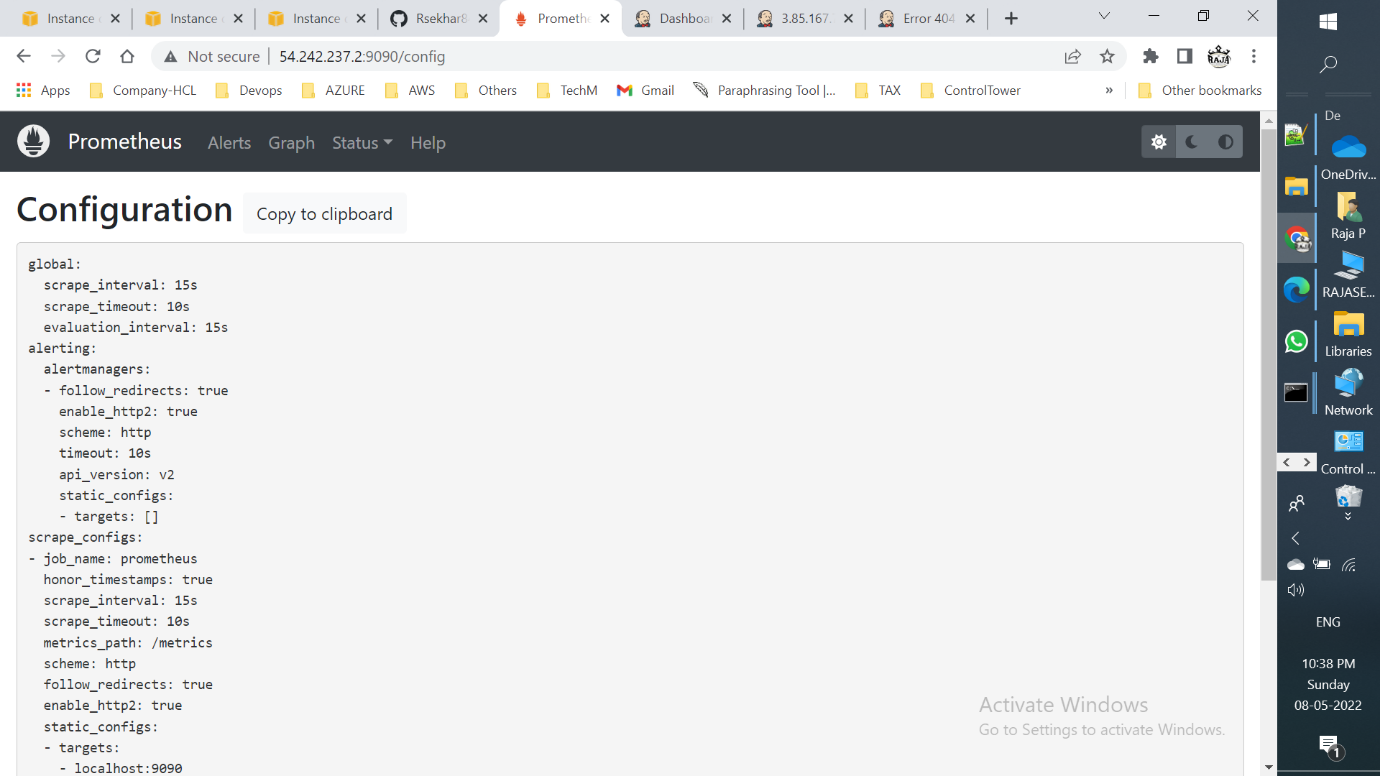 Instance
Instance
Instance
Rsekhar8
Promethe
Dashboa
3.85.167.
Error 404
Not secure
54.242.237.2:9090/config
Apps
Company-HCL
Devops
AZURE
AWS
Others
TechM
Gmail
Paraphrasing Tool |...
TAX
ControlTower
»
Other bookmarks
Prometheus
Alerts
Graph
Status
Help
Configuration
Copy to clipboard
global:
  scrape_interval: 15s
  scrape_timeout: 10s
  evaluation_interval: 15s
alerting:
  alertmanagers:
  - follow_redirects: true
    enable_http2: true
    scheme: http
    timeout: 10s
    api_version: v2
    static_configs:
    - targets: []
scrape_configs:
- job_name: prometheus
  honor_timestamps: true
  scrape_interval: 15s
  scrape_timeout: 10s
  metrics_path: /metrics
  scheme: http
  follow_redirects: true
  enable_http2: true
  static_configs:
  - targets:
    - localhost:9090
Activate Windows
Go to Settings to activate Windows.
De
OneDriv...
Raja P
RAJASE...
Libraries
Network
Control ...
ENG
10:38 PM
Sunday
08-05-2022
1